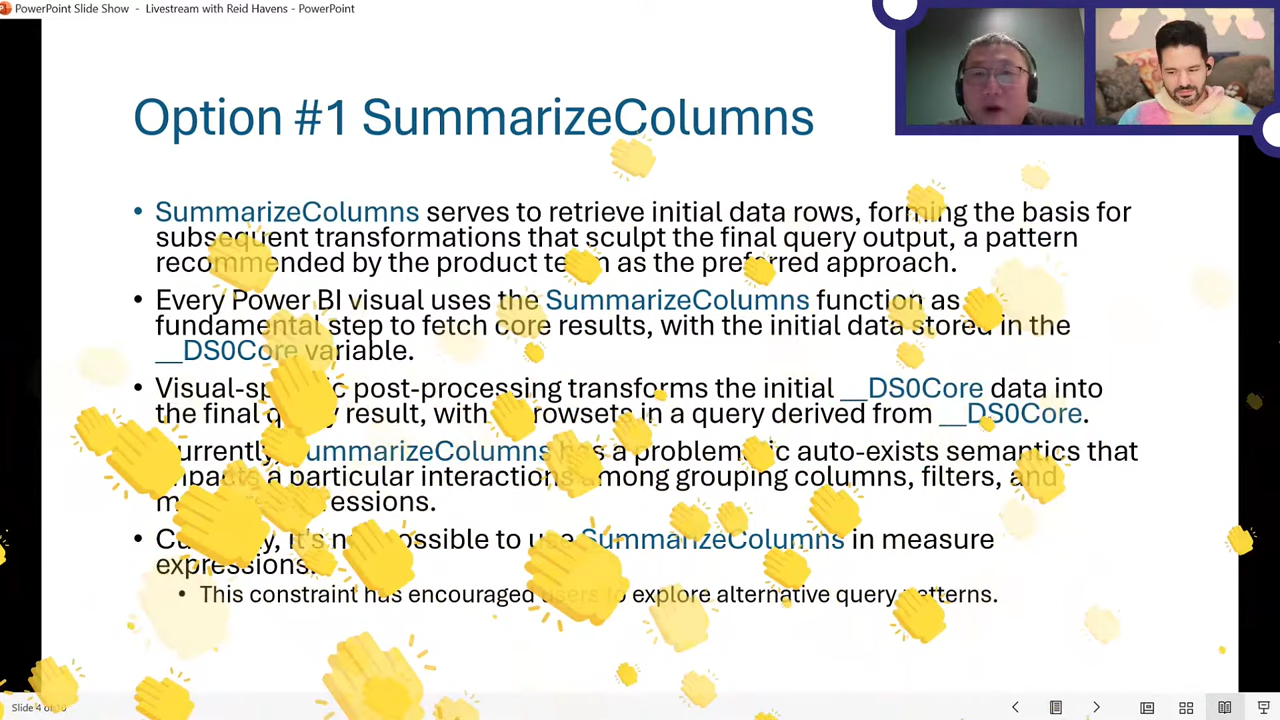 PowerPoint Slide Show - Livestream with Reid Havens - PowerPoint
Option #1 SummarizeColumns
• SummarizeColumns serves to retrieve initial data rows, forming the basis for
subsequent transformations that sculpt the final query output, a pattern
recommended by the product team as the preferred approach.
• Every Power BI visual uses the SummarizeColumns function as
fundamental step to fetch core results, with the initial data stored in the
__DS0Core variable.
• Visual-specific post-processing transforms the initial __DS0Core data into
the final query result, with rowsets in a query derived from __DS0Core.
Currently SummarizeColumns has a problematic auto-exists semantics that
impacts a particular interactions among grouping columns, filters, and
expressions.
• Currently, it's not possible to use SummarizeColumns in measure
expressions.
• This constraint has encouraged users to explore alternative query patterns.
Slide 4 of